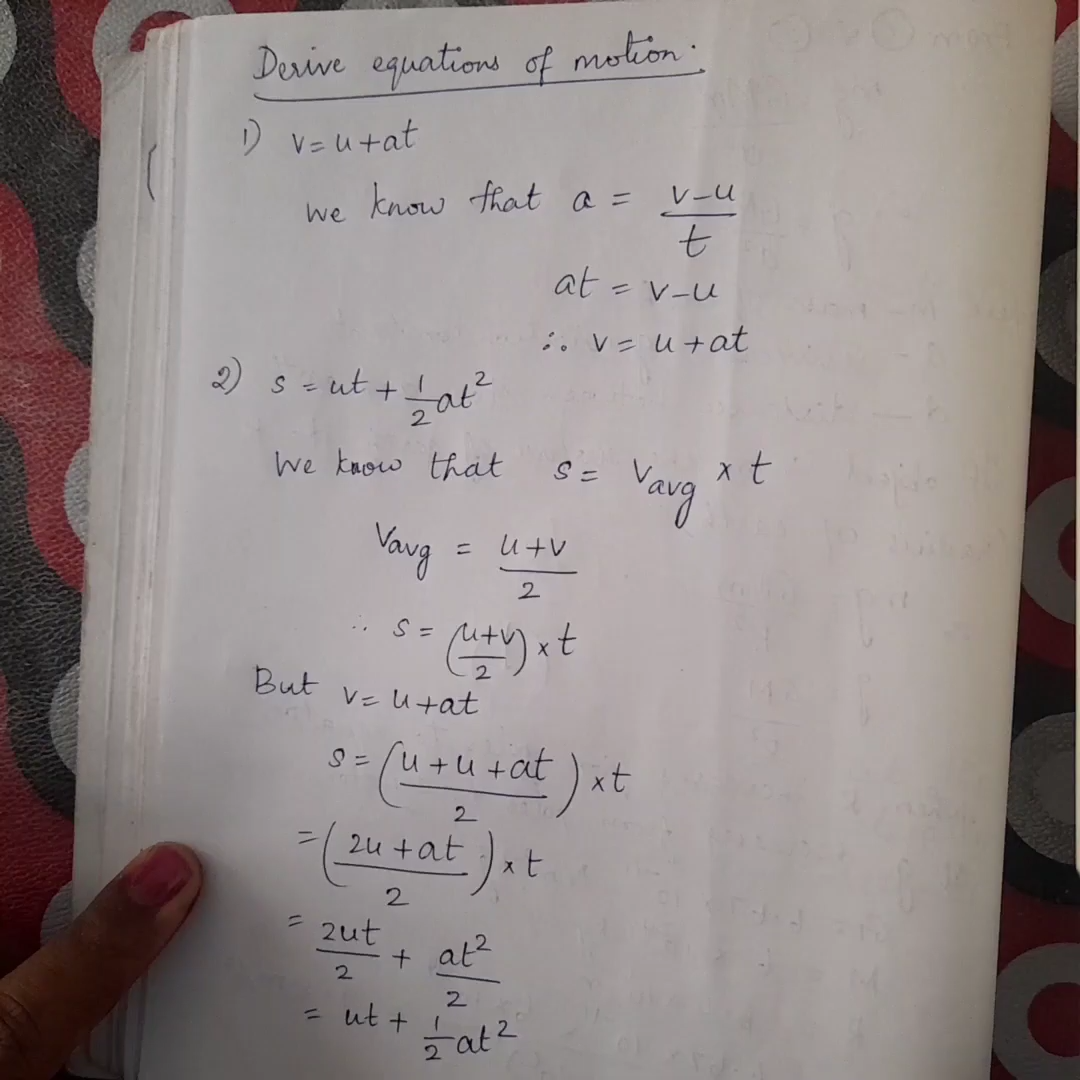 Derive equations of motion.
1) v = u + at
We know that a = v-u / t
at = v-u
∴ v = u + at
2) s = ut + 1/2 at²
We know that s = Vavg × t
Vavg = u+v / 2
∴ s = (u+v / 2) × t
But v = u + at
s = (u + u + at / 2) × t
= (2u + at / 2) × t
= 2ut / 2 + at² / 2
= ut + 1/2 at²